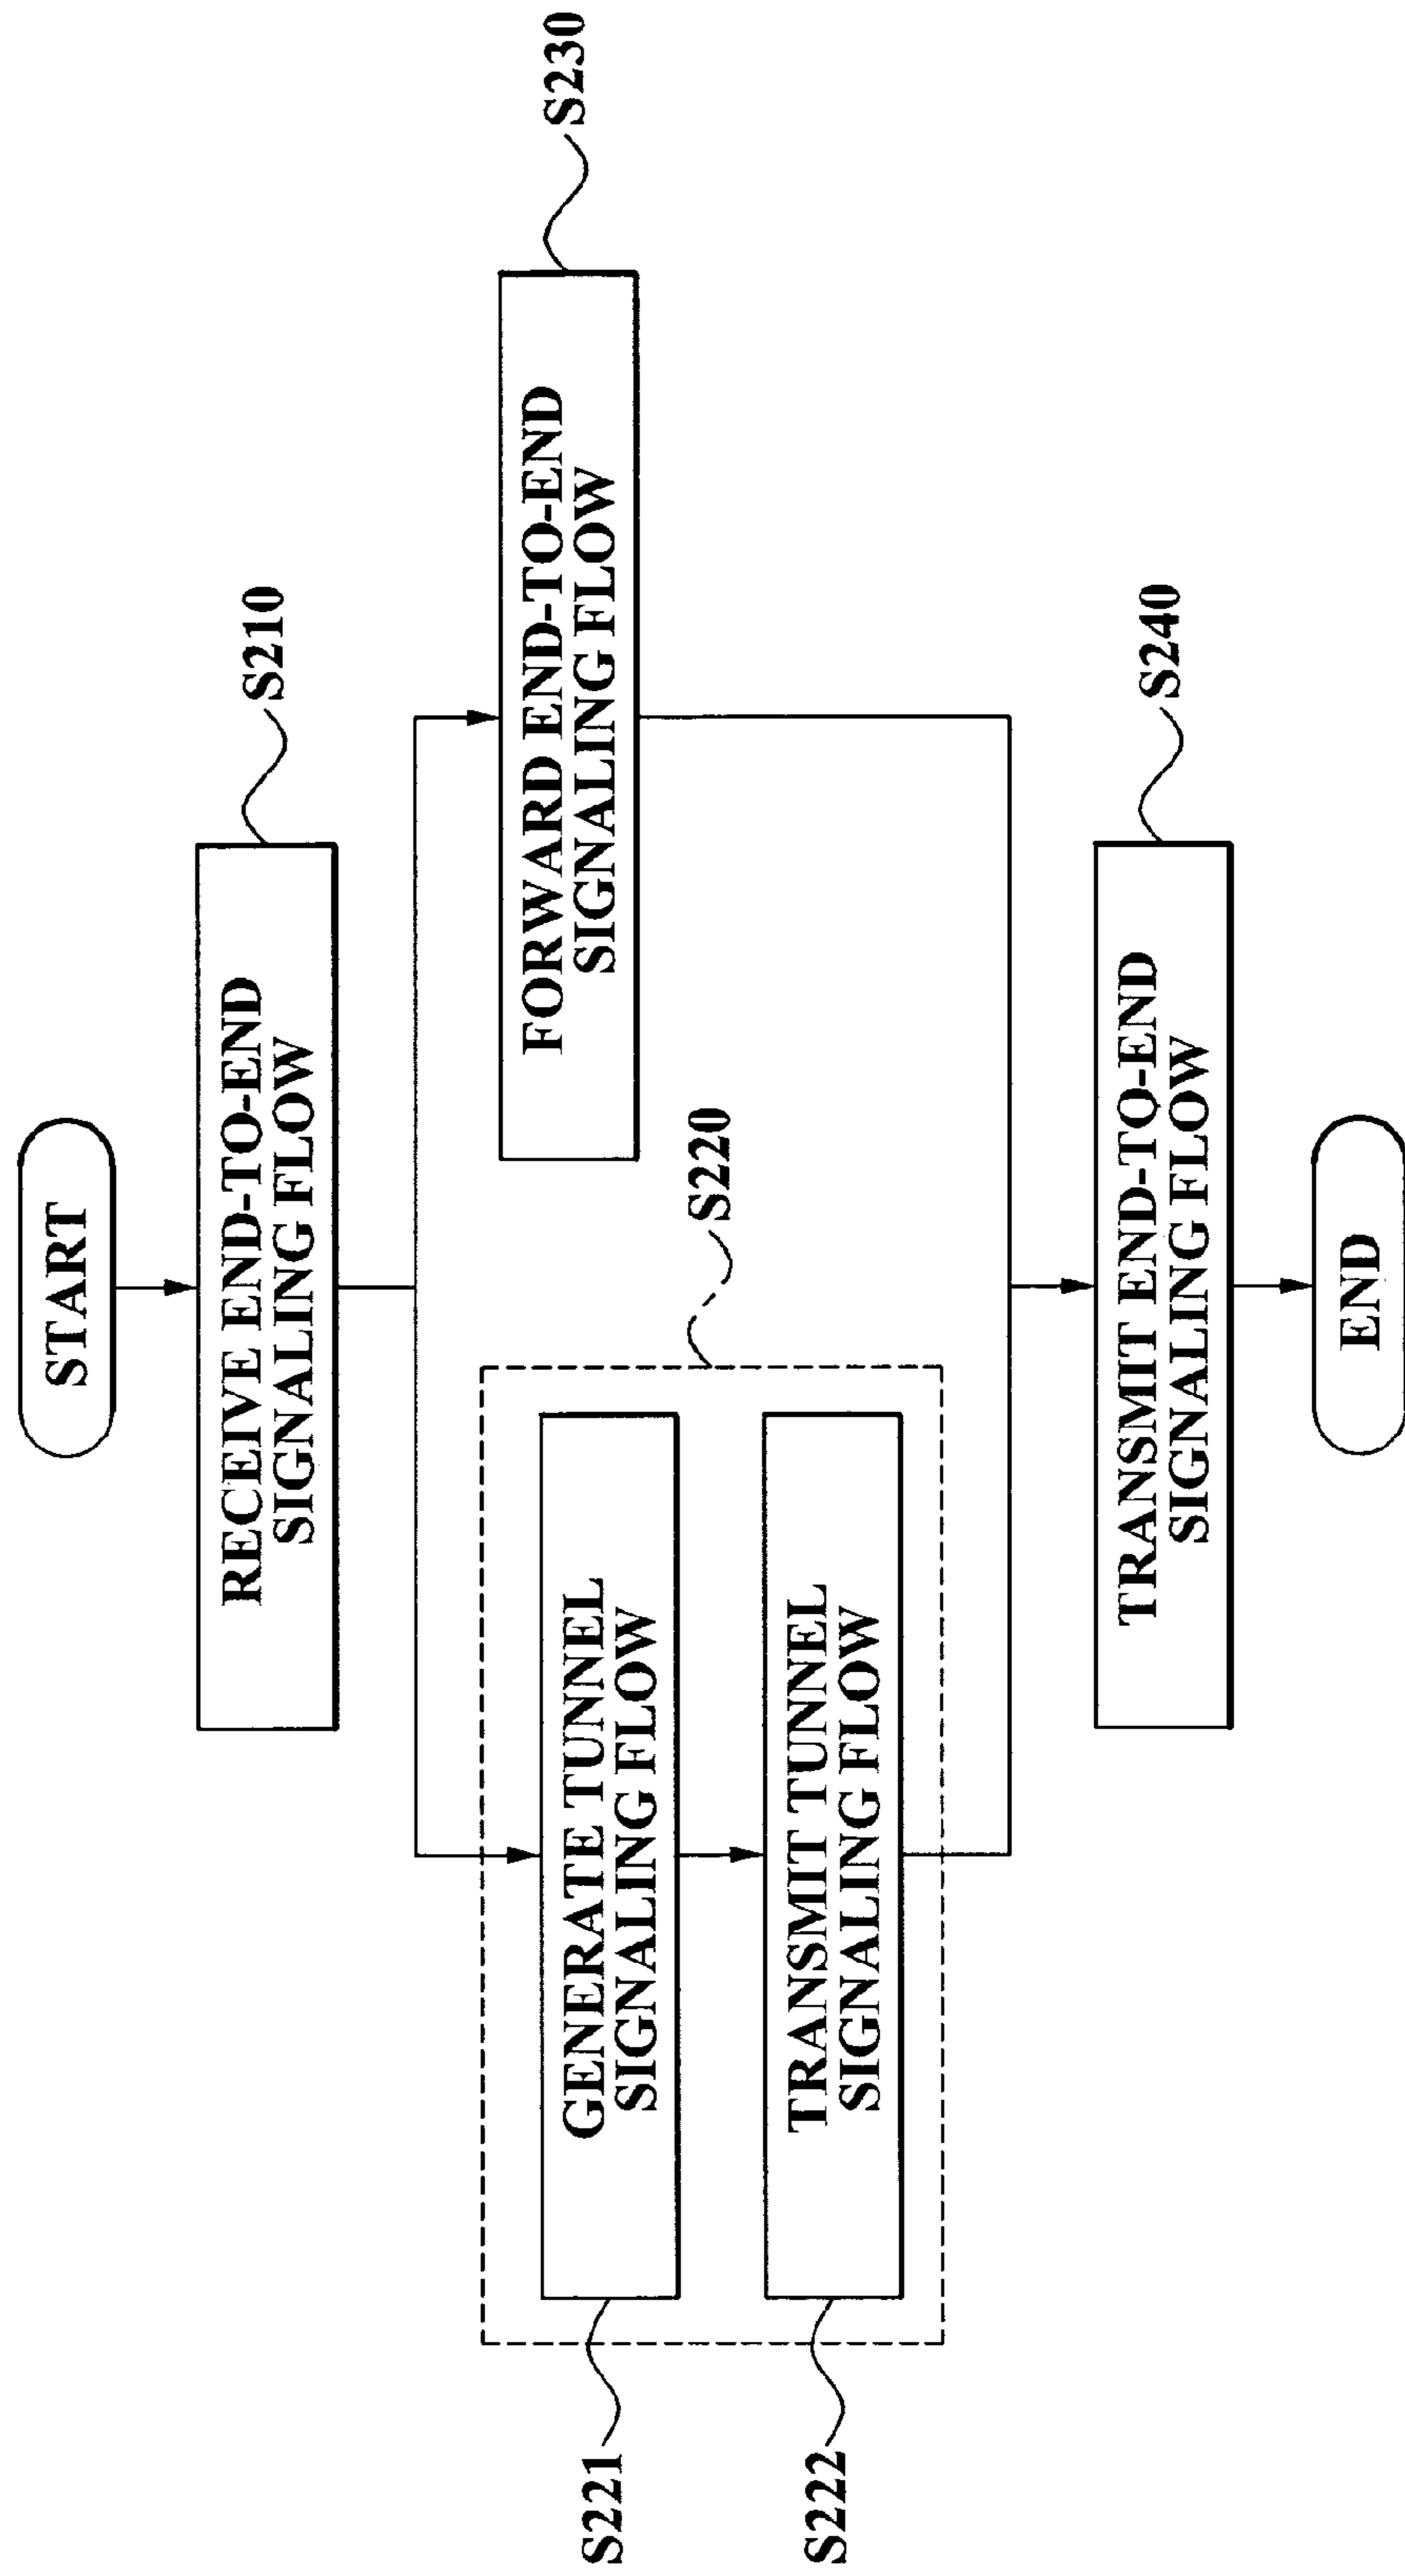 START
RECEIVE END-TO-END
SIGNALING FLOW
S210
GENERATE TUNNEL
SIGNALING FLOW
S221
TRANSMIT TUNNEL
SIGNALING FLOW
S222
S220
FORWARD END-TO-END
SIGNALING FLOW
S230
TRANSMIT END-TO-END
SIGNALING FLOW
S240
END